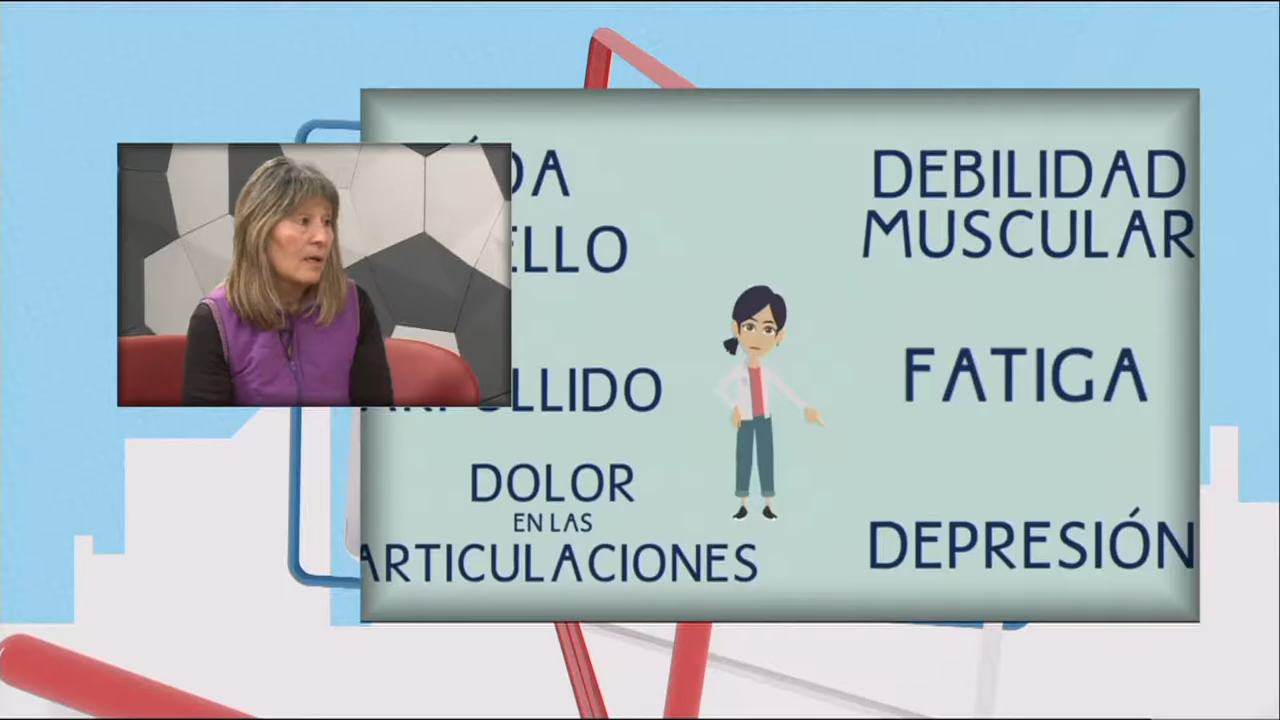 DEBILIDAD
MUSCULAR
FATIGA
DOLOR
EN LAS
ARTICULACIONES
DEPRESIÓN